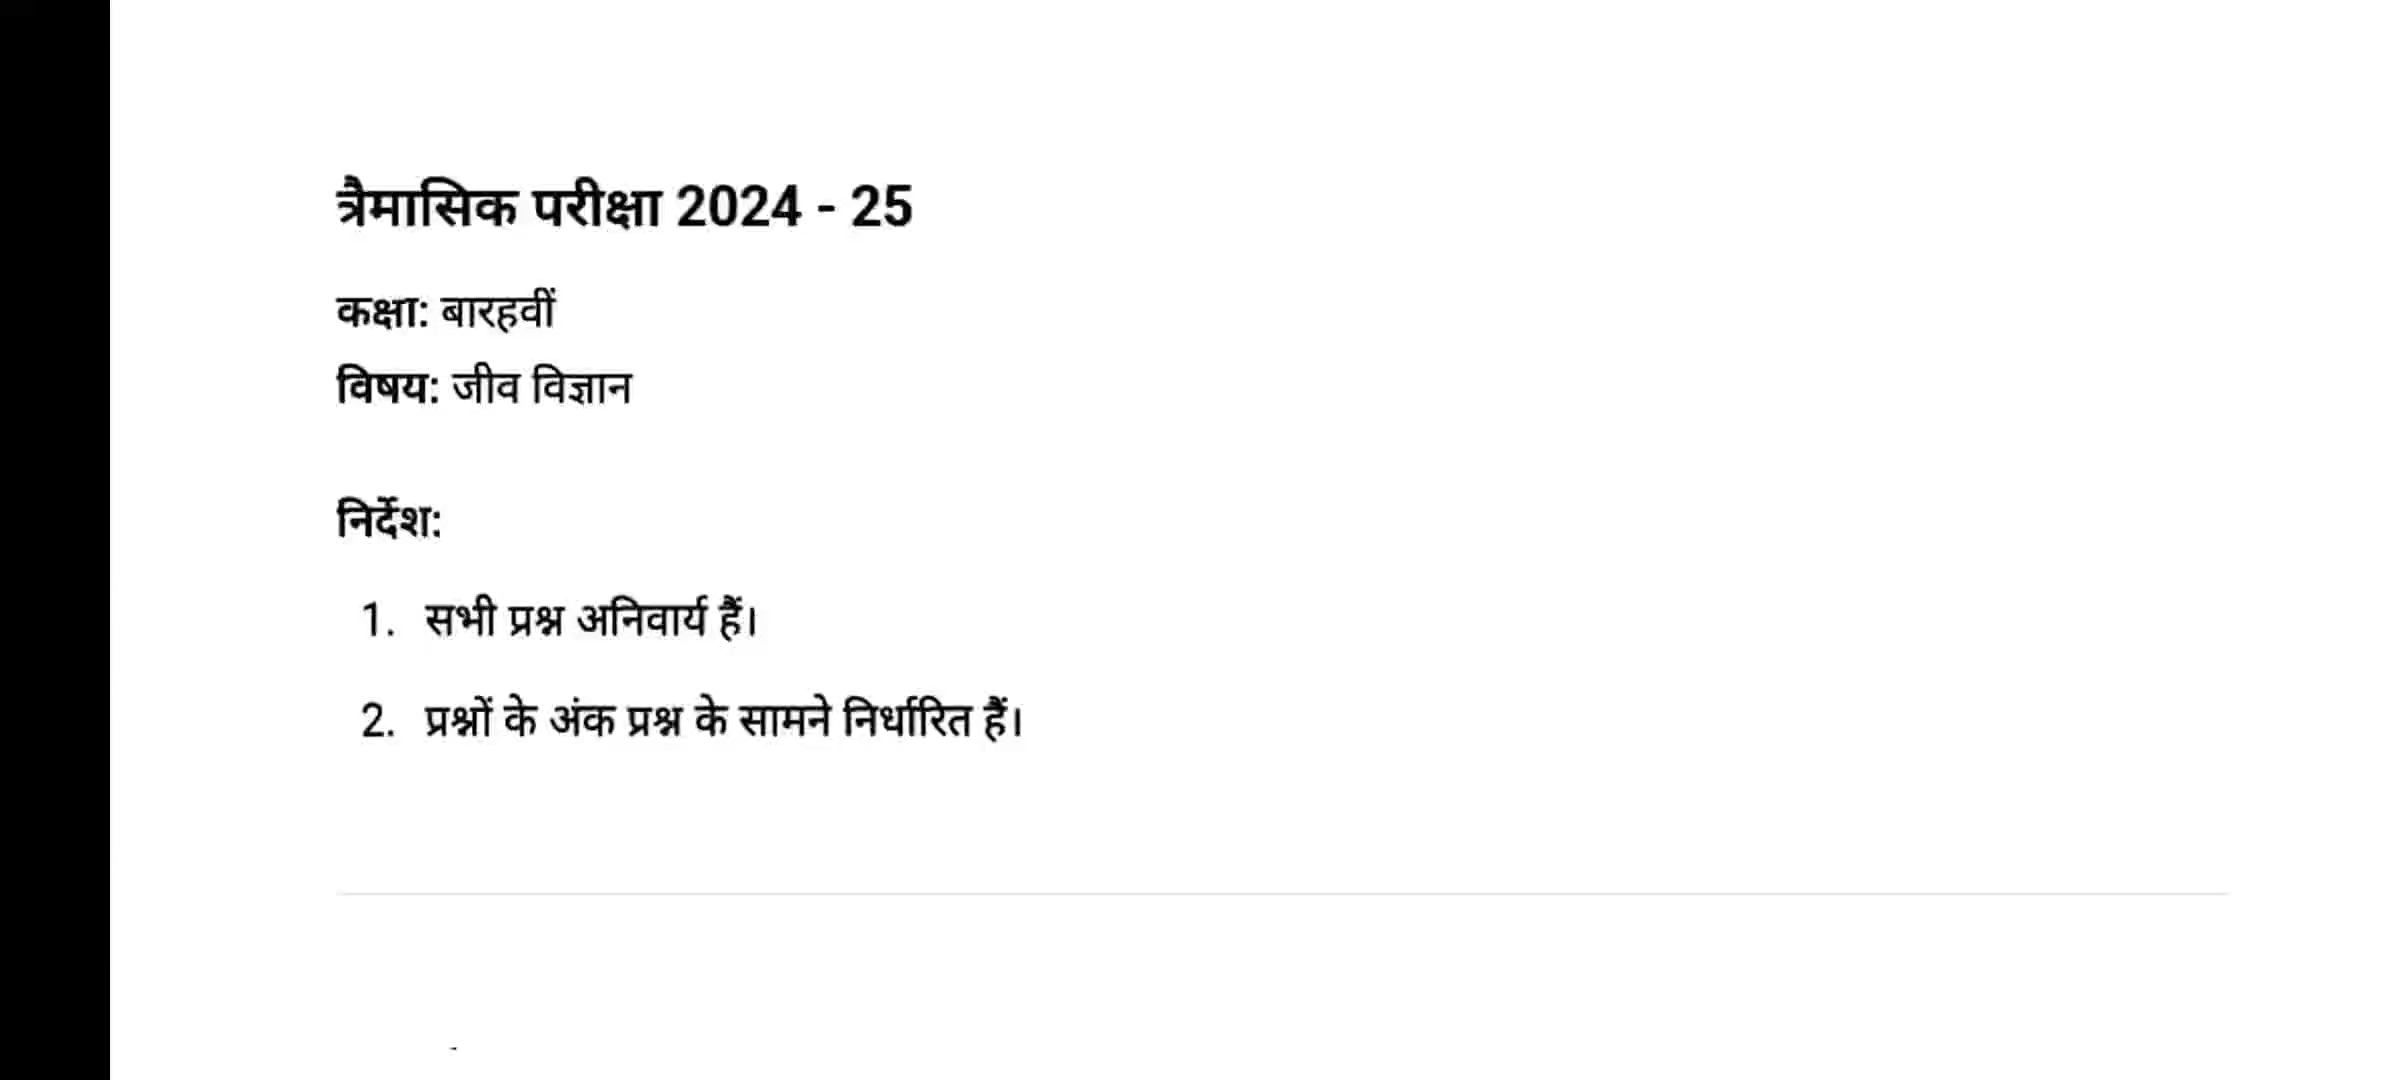 त्रैमासिक परीक्षा 2024 - 25
कक्षा: बारहवीं
विषय: जीव विज्ञान
निर्देश:
1. सभी प्रश्न अनिवार्य हैं।
2. प्रश्नों के अंक प्रश्न के सामने निर्धारित हैं।